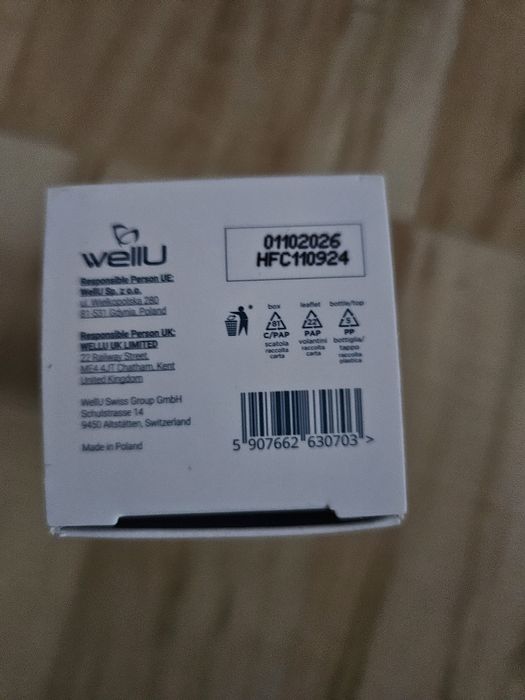 wellU
Responsible Person UE:
WellU Sp. z o.o.
ul. Wielkopolska 280
81-531 Gdynia, Poland
Responsible Person UK:
WELLU UK LIMITED
22 Railway Street,
MF4 4JT Chatham, Kent
United Kingdom
WellU Swiss Group GmbH
Schulstrasse 14
9450 Altstätten, Switzerland
Made in Poland
01102026
HFC110924
box
81
C/PAP
scatola
raccolta
carta
leaflet
22
PAP
volantini
raccolta
carta
bottle/top
5
PP
bottiglia/
tappo
raccolta
plastica
5 907662 630703 >